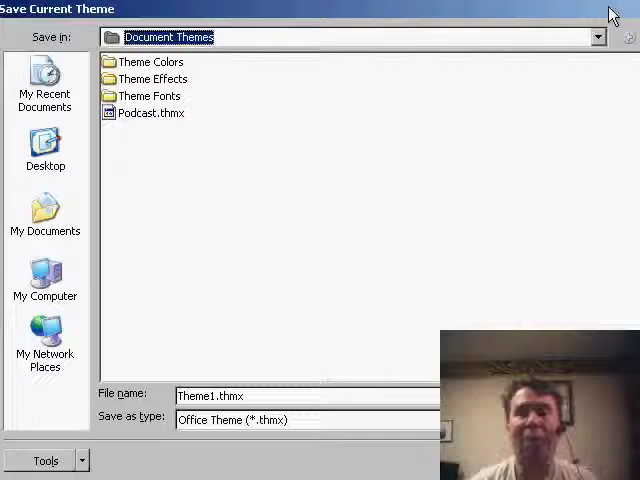 Save Current Theme
Save in:
Document Themes
My Recent
Documents
Desktop
My Documents
My Computer
My Network
Places
Theme Colors
Theme Effects
Theme Fonts
Podcast.thmx
File name:
Theme1.thmx
Save as type:
Office Theme (*.thmx)
Tools